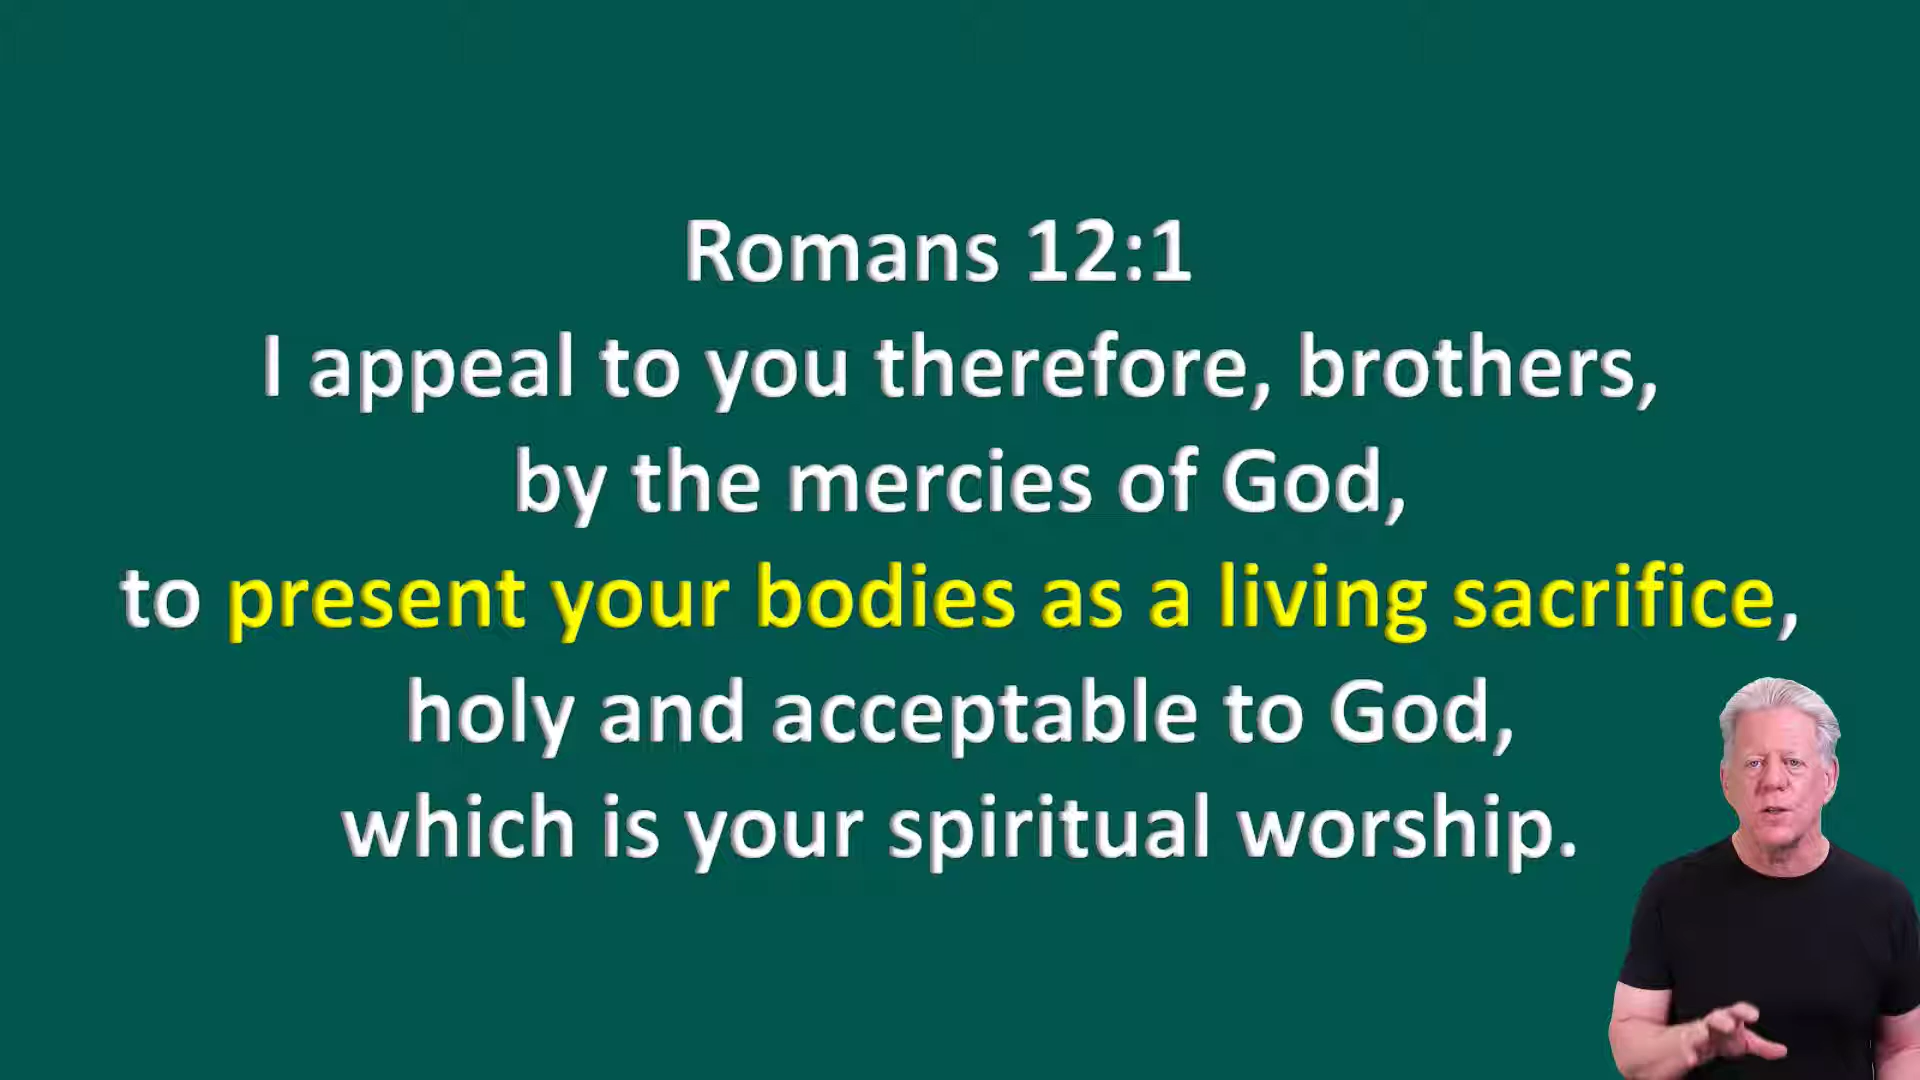 Romans 12:1
I appeal to you therefore, brothers,
by the mercies of God,
to present your bodies as a living sacrifice,
holy and acceptable to God,
which is your spiritual worship.